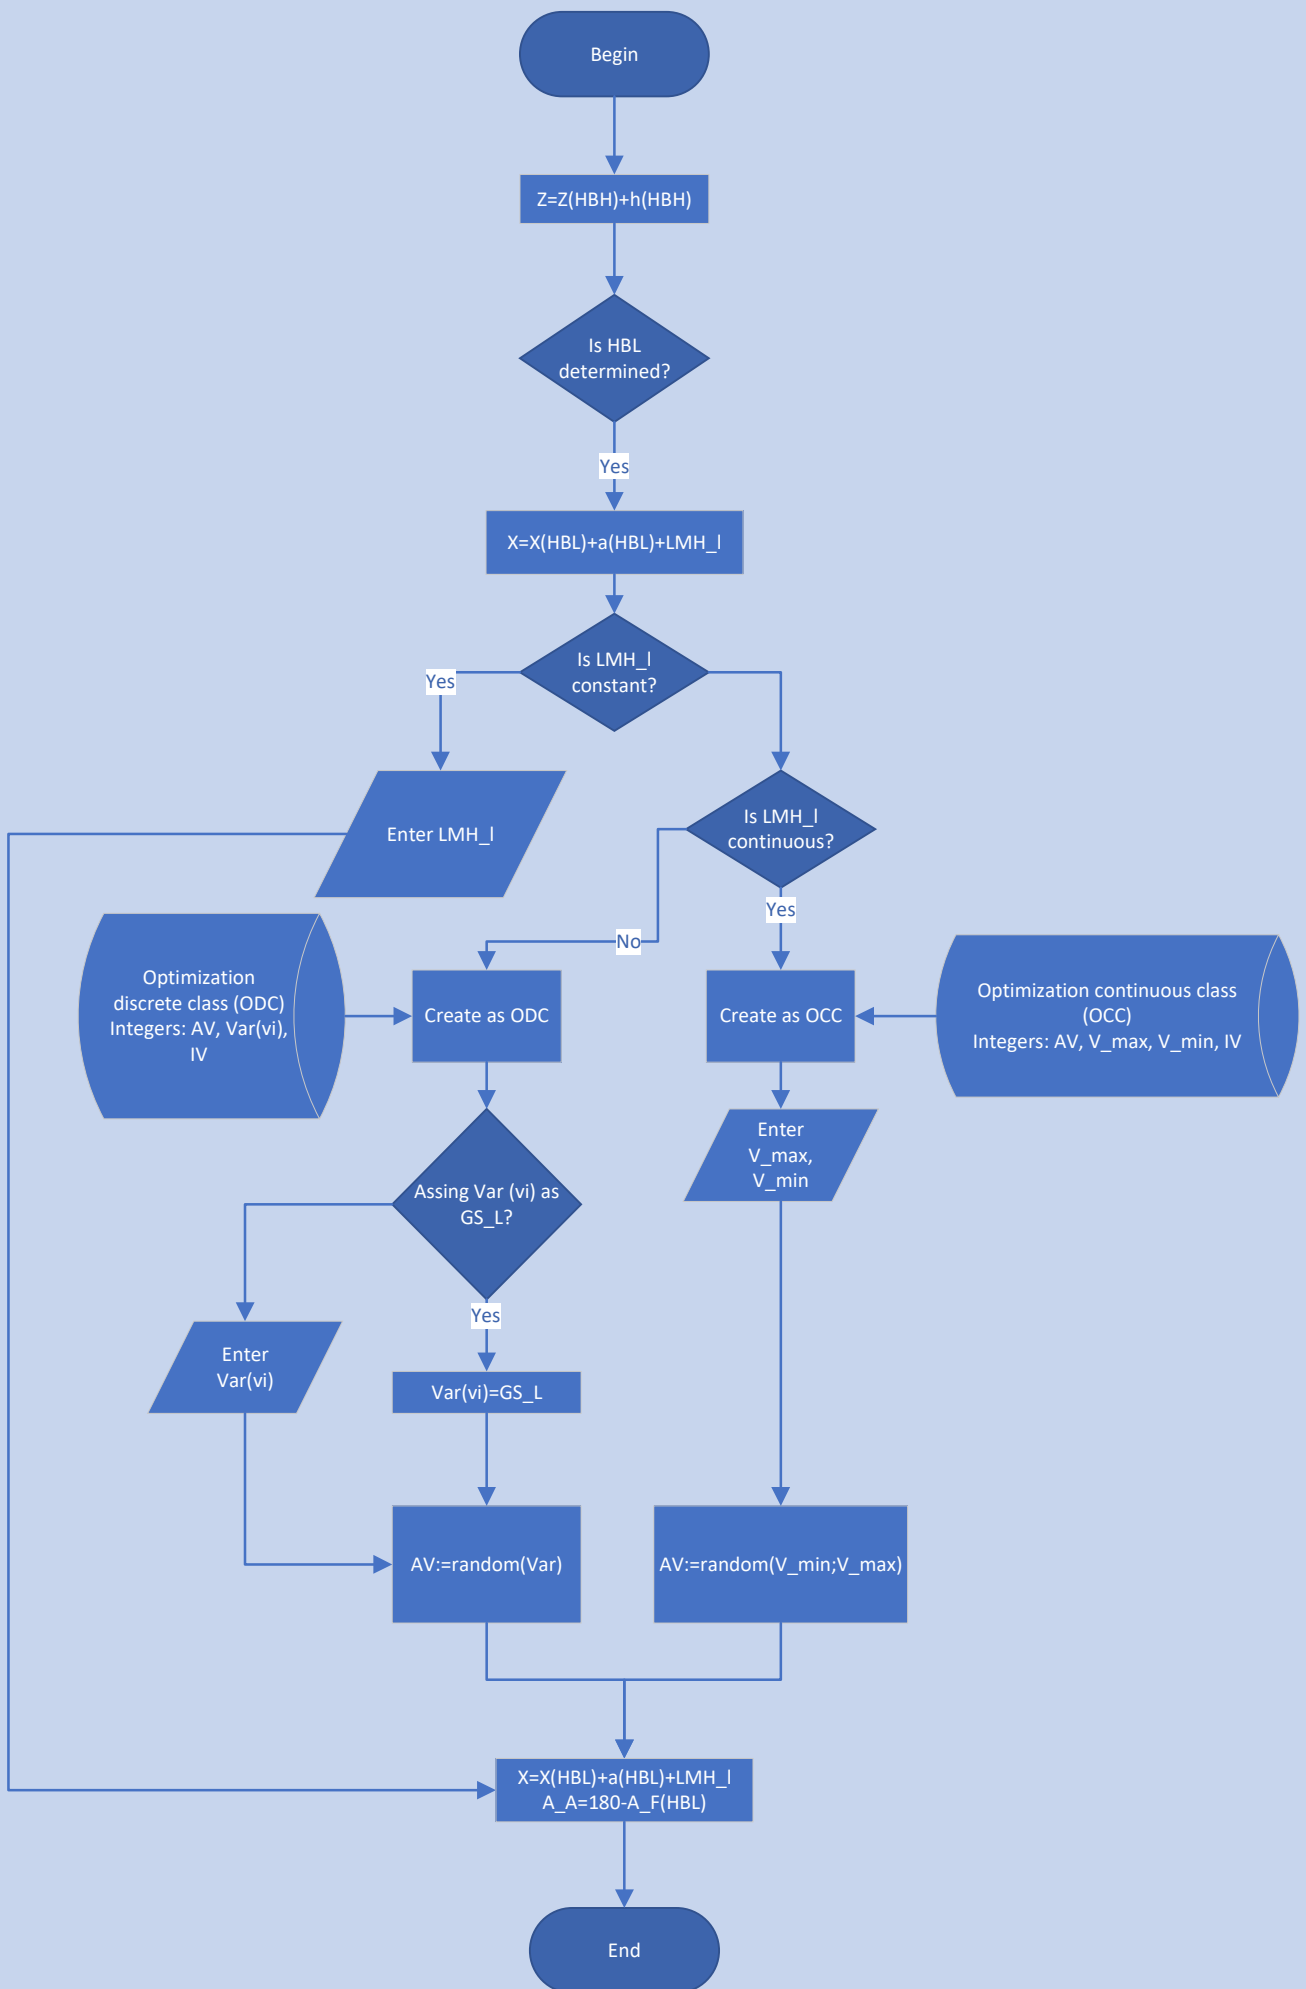 Begin
Z=Z(HBH)+h(HBH)
Is HBL
determined?
Yes
X=X(HBL)+a(HBL)+LMH_l
Is LMH_l
constant?
Yes
Enter LMH_l
Is LMH_l
continuous?
Yes
No
Optimization
discrete class (ODC)
Integers: AV, Var(vi),
IV
Create as ODC
Create as OCC
Optimization continuous class
(OCC)
Integers: AV, V_max, V_min, IV
Enter
V_max,
V_min
Assing Var (vi) as
GS_L?
Yes
Enter
Var(vi)
Var(vi)=GS_L
AV:=random(Var)
AV:=random(V_min;V_max)
X=X(HBL)+a(HBL)+LMH_l
A_A=180-A_F(HBL)
End